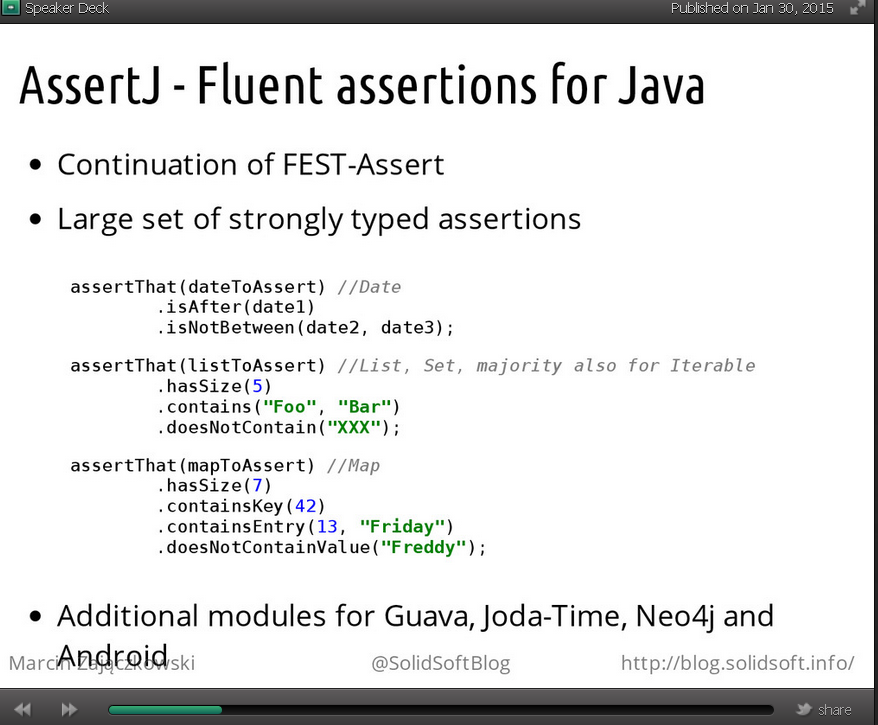 Speaker Deck
Published on Jan 30, 2015
AssertJ - Fluent assertions for Java
• Continuation of FEST-Assert
• Large set of strongly typed assertions
assertThat(dateToAssert) //Date
.isAfter(date1)
.isNotBetween(date2, date3);
assertThat(listToAssert) //List, Set, majority also for Iterable
.hasSize(5)
.contains("Foo", "Bar")
.doesNotContain("XXX");
assertThat(mapToAssert) //Map
.hasSize(7)
.containsKey(42)
.containsEntry(13, "Friday")
.doesNotContainValue("Freddy");
• Additional modules for Guava, Joda-Time, Neo4j and
Android
Marcin Zajączkowski
@SolidSoftBlog
http://blog.solidsoft.info/
share